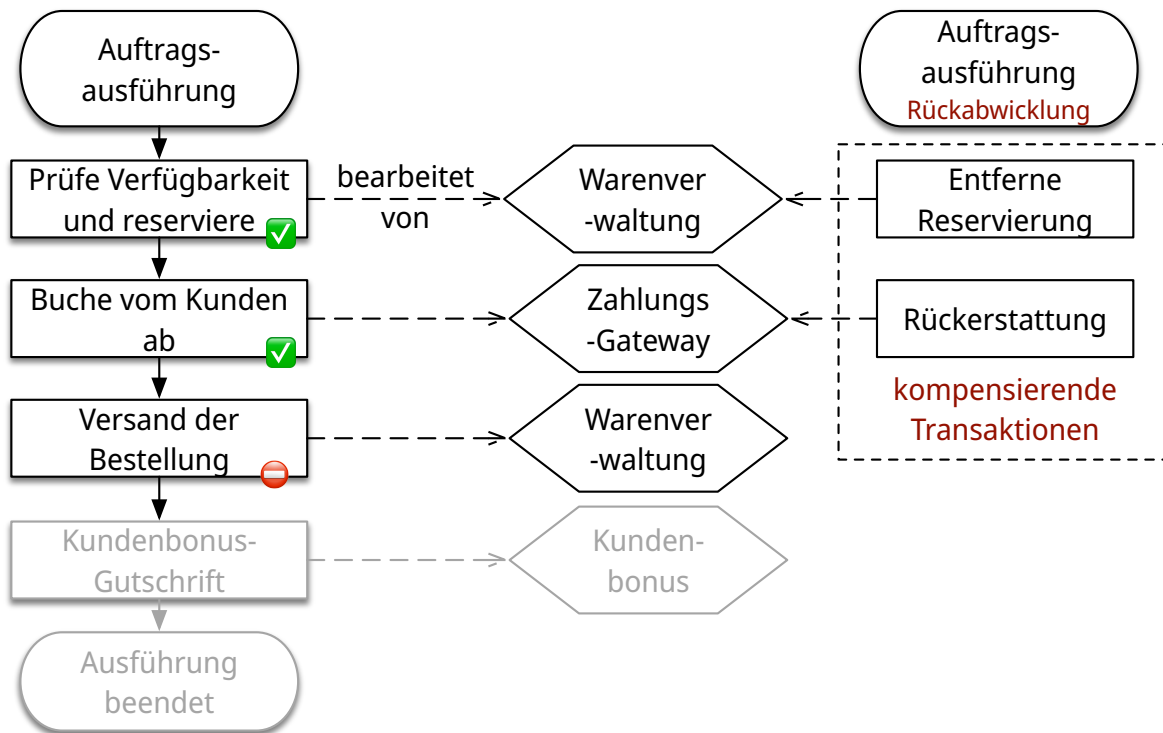 Auftrags-
ausführung
Auftrags-
ausführung
Rückabwicklung
Prüfe Verfügbarkeit
und reserviere
bearbeitet
von
Warenver
-waltung
Entferne
Reservierung
Buche vom Kunden
ab
Zahlungs
-Gateway
Rückerstattung
kompensierende
Transaktionen
Versand der
Bestellung
Warenver
-waltung
Kundenbonus-
Gutschrift
Kunden-
bonus
Ausführung
beendet